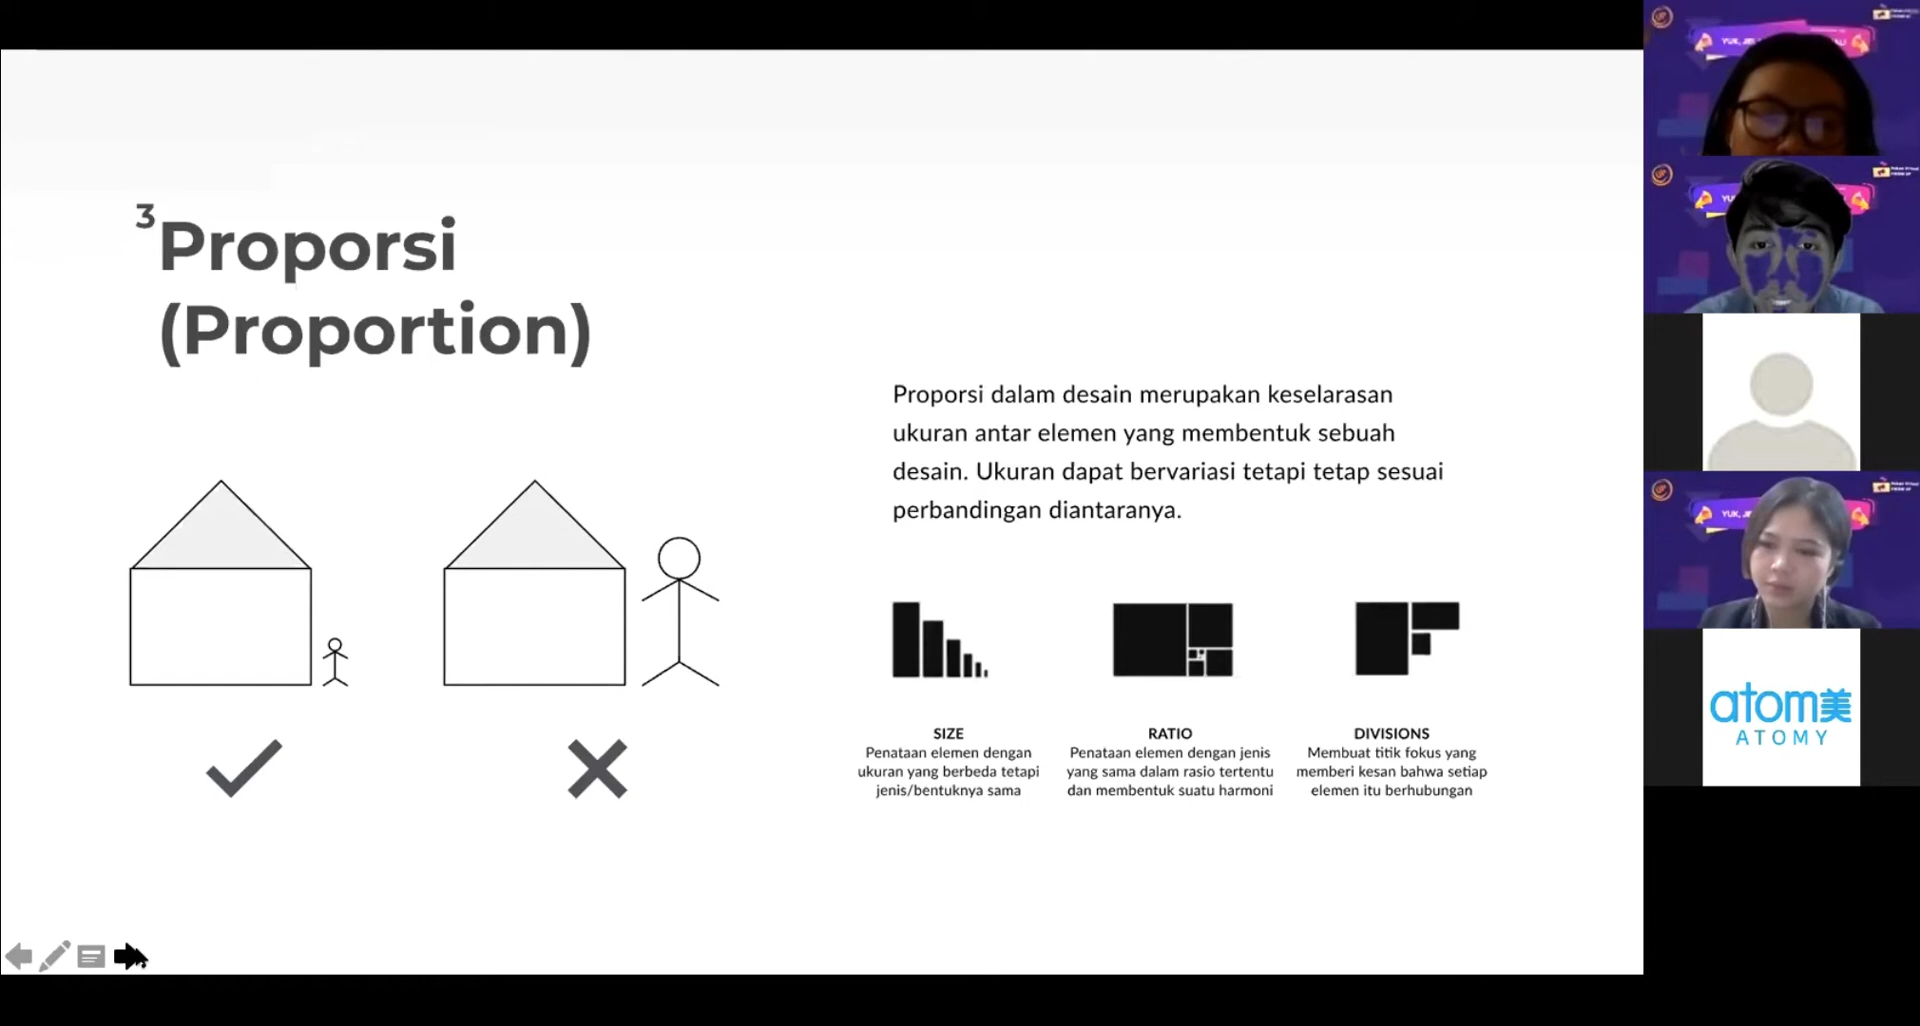 3
Proporsi
(Proportion)
Proporsi dalam desain merupakan keselarasan
ukuran antar elemen yang membentuk sebuah
desain. Ukuran dapat bervariasi tetapi tetap sesuai
perbandingan diantaranya.
SIZE
Penataan elemen dengan
ukuran yang berbeda tetapi
jenis/bentuknya sama
RATIO
Penataan elemen dengan jenis
yang sama dalam rasio tertentu
dan membentuk suatu harmoni
DIVISIONS
Membuat titik fokus yang
memberi kesan bahwa setiap
elemen itu berhubungan
YUK,
YUK,
atom美
ATOMY